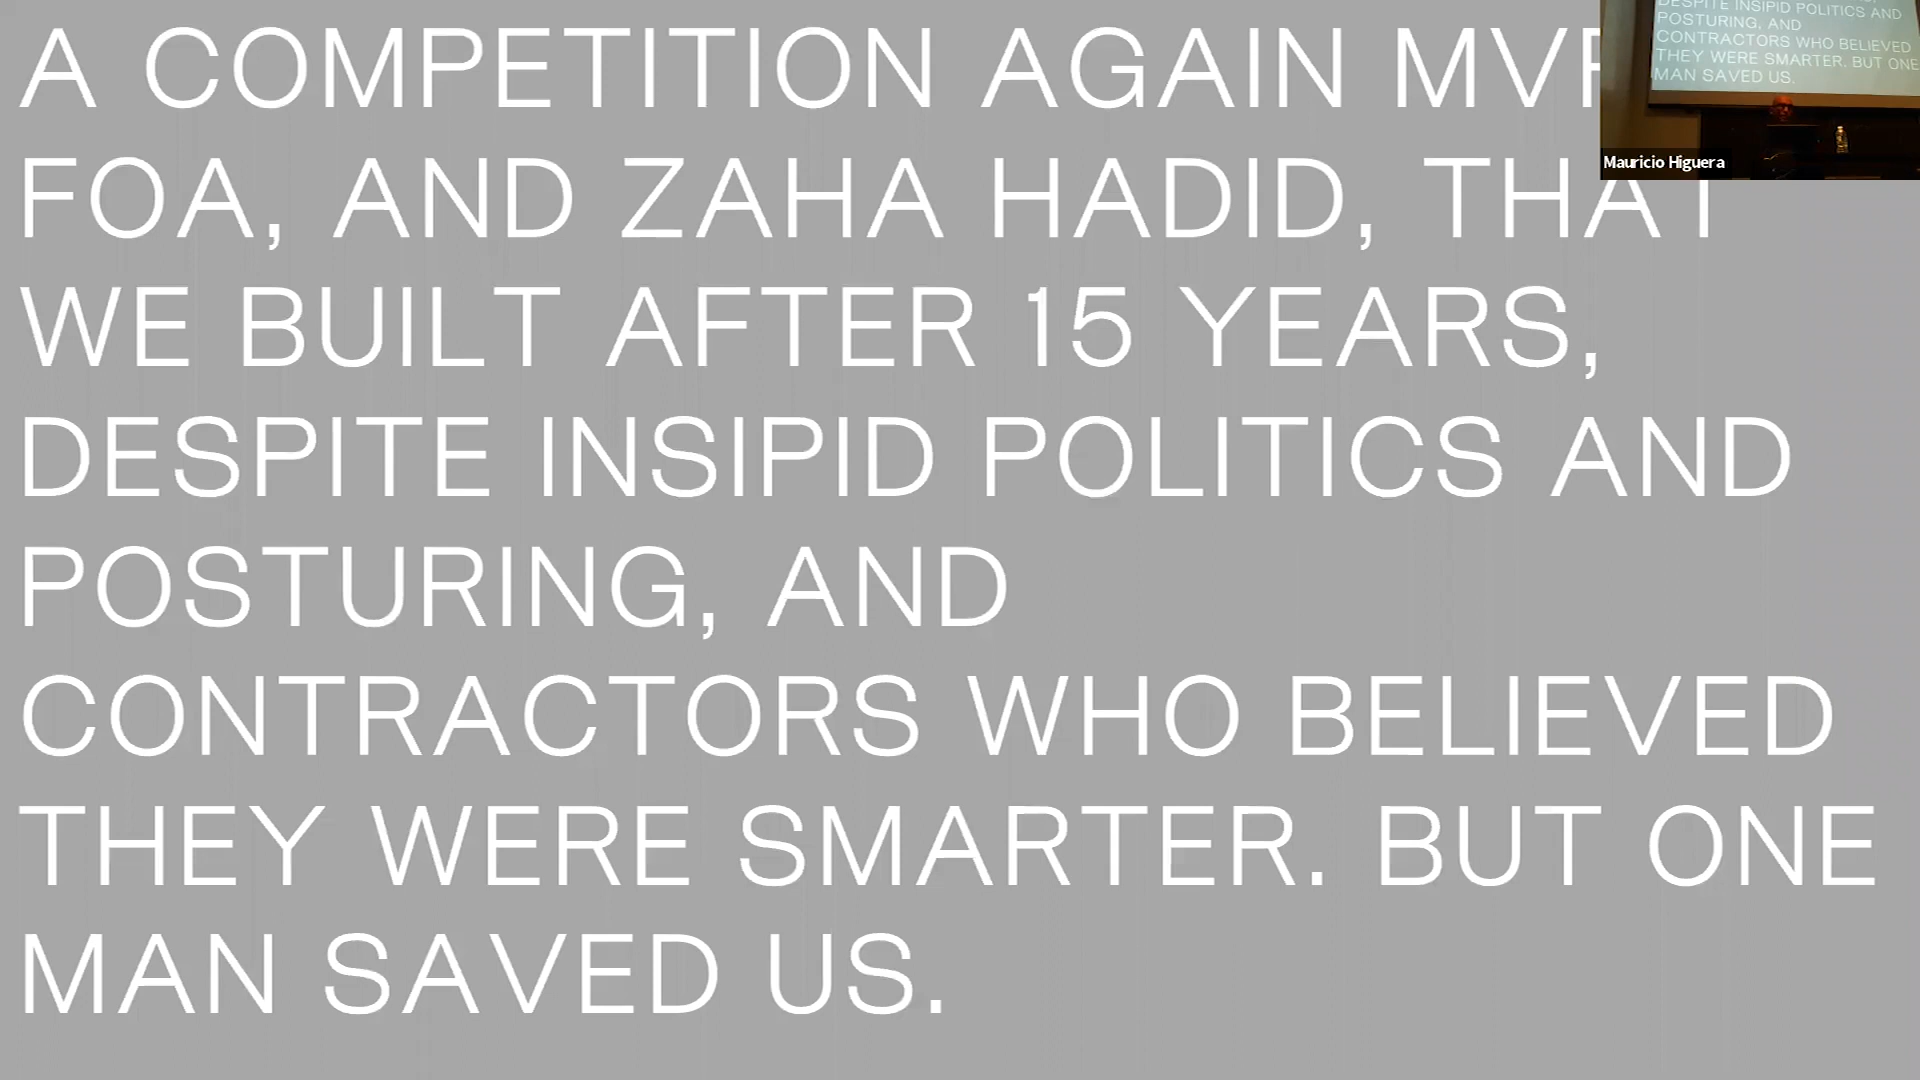 A COMPETITION AGAIN
FOA, AND ZAHA HADID, THAT
WE BUILT AFTER 15 YEARS,
DESPITE INSIPID POLITICS AND
POSTURING, AND
CONTRACTORS WHO BELIEVED
THEY WERE SMARTER. BUT ONE
MAN SAVED US.
DESPITE INSIPID POLITICS AND
POSTURING, AND
CONTRACTORS WHO BELIEVED
THEY WERE SMARTER. BUT ONE
MAN SAVED US.
Mauricio Higuera